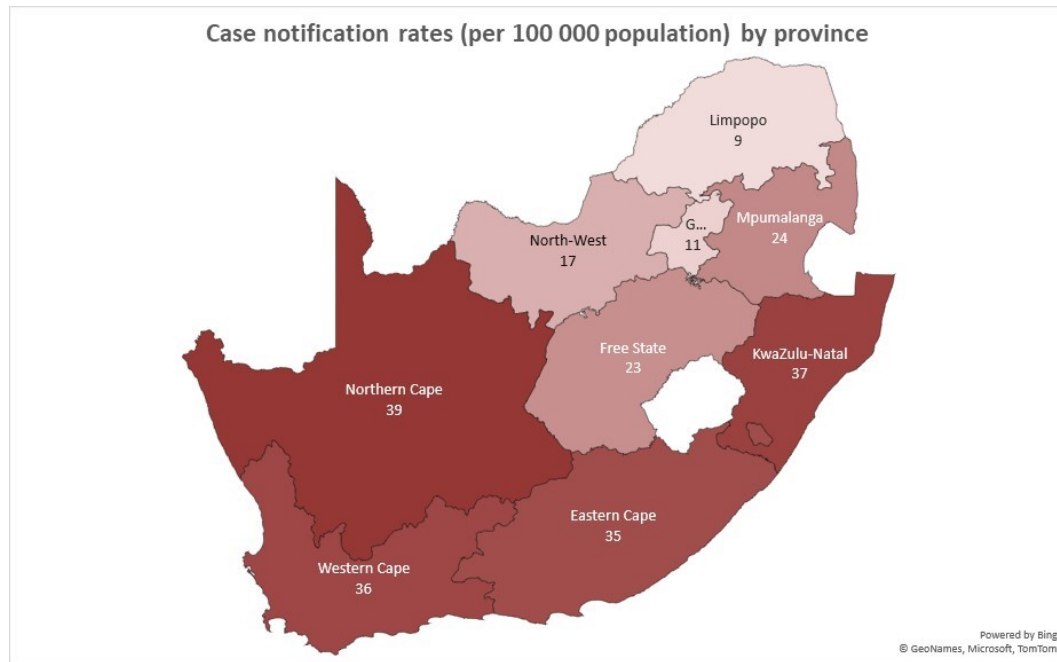 Case notification rates (per 100 000 population) by province
Limpopo
9
Mpumalanga
24
G...
11
North-West
17
Free State
23
KwaZulu-Natal
37
Northern Cape
39
Eastern Cape
35
Western Cape
36
Powered by Bing
© GeoNames, Microsoft, TomTom